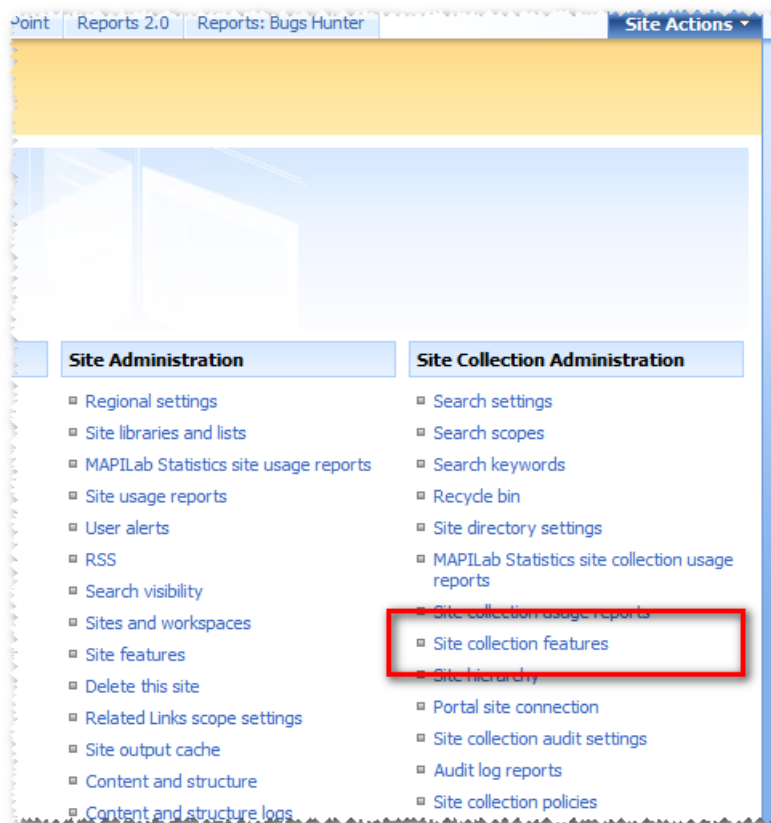 Point Reports 2.0 Reports: Bugs Hunter Site Actions
Site Administration
Regional settings
Site libraries and lists
MAPILab Statistics site usage reports
Site usage reports
User alerts
RSS
Search visibility
Sites and workspaces
Site features
Delete this site
Related Links scope settings
Site output cache
Content and structure
Content and structure logs
Site Collection Administration
Search settings
Search scopes
Search keywords
Recycle bin
Site directory settings
MAPILab Statistics site collection usage
reports
Site collection usage reports
Site collection features
Site hierarchy
Portal site connection
Site collection audit settings
Audit log reports
Site collection policies